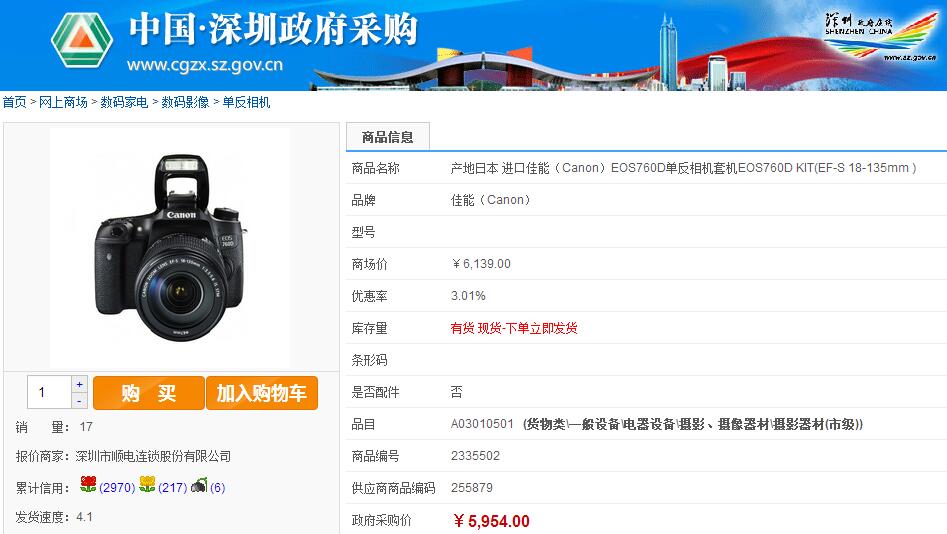 中国·深圳政府采购
www.cgzx.sz.gov.cn
深圳 政府在线
SHENZHEN CHINA
www.sz.gov.cn
首页 > 网上商场 > 数码家电 > 数码影像 > 单反相机
Canon
EOS
760D
商品信息
商品名称 产地日本 进口佳能（Canon）EOS760D单反相机套机EOS760D KIT(EF-S 18-135mm )
品牌 佳能（Canon）
型号
商场价 ￥6,139.00
优惠率 3.01%
库存量 有货 现货-下单立即发货
条形码
是否配件 否
品目 A03010501 (货物类\一般设备\电器设备\摄影、摄像器材\摄影器材(市级))
商品编号 2335502
供应商商品编码 255879
政府采购价 ￥5,954.00
1 + -
购 买 加入购物车
销 量： 17
报价商家： 深圳市顺电连锁股份有限公司
累计信用： (2970) (217) (6)
发货速度： 4.1